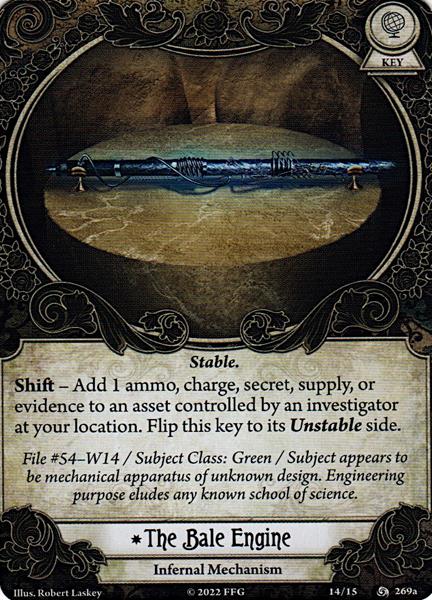 KEY
Stable.
Shift – Add 1 ammo, charge, secret, supply, or
evidence to an asset controlled by an investigator
at your location. Flip this key to its Unstable side.
File #54–W14 / Subject Class: Green / Subject appears to
be mechanical apparatus of unknown design. Engineering
purpose eludes any known school of science.
*The Bale Engine
Infernal Mechanism
Illus. Robert Laskey
© 2022 FFG
14/15
269a